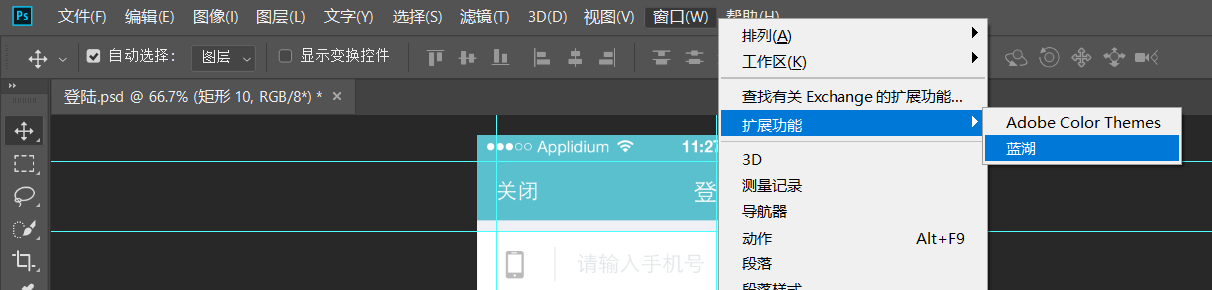 Ps 文件(F) 编辑(E) 图像(I) 图层(L) 文字(Y) 选择(S) 滤镜(T) 3D(D) 视图(V) 窗口(W) 帮助(H)
自动选择： 图层 显示变换控件
登陆.psd @ 66.7% (矩形 10, RGB/8*) *
排列(A)
工作区(K)
查找有关 Exchange 的扩展功能...
扩展功能
Adobe Color Themes
蓝湖
3D
测量记录
导航器
动作 Alt+F9
段落
段落样式
Applidium 11:27
关闭 登
请输入手机号